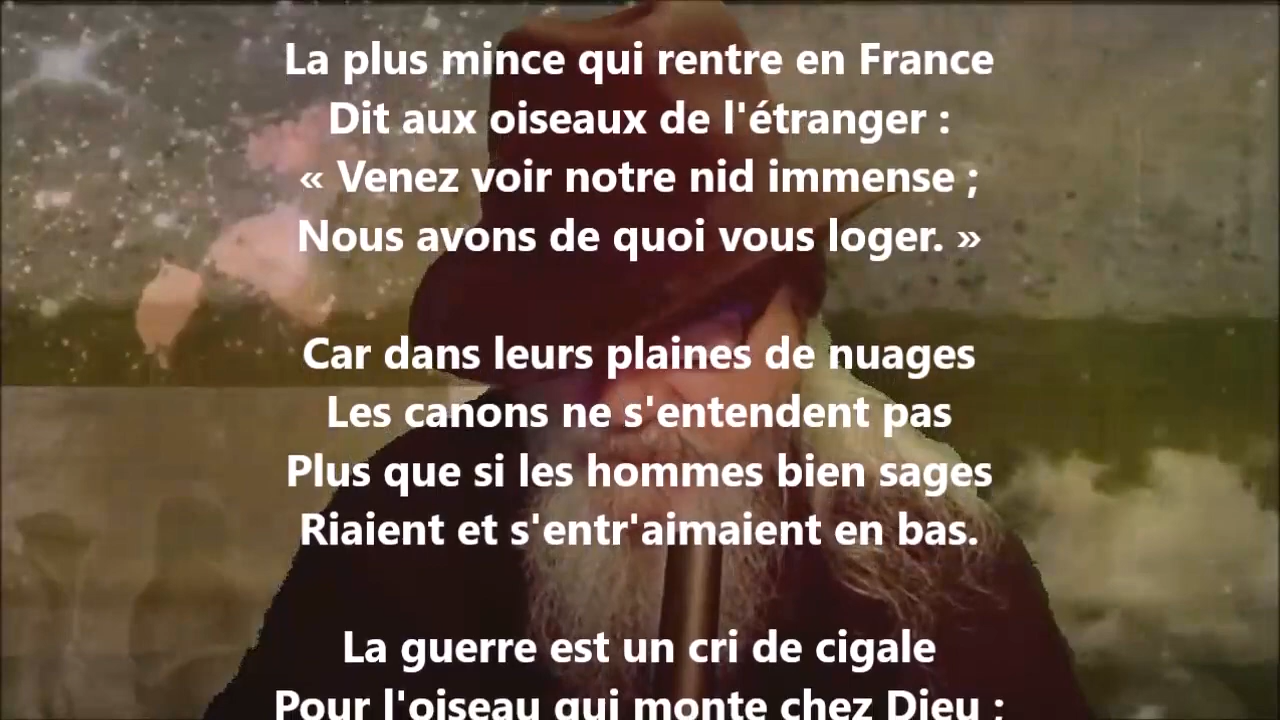 La plus mince qui rentre en France
Dit aux oiseaux de l'étranger :
« Venez voir notre nid immense ;
Nous avons de quoi vous loger. »
Car dans leurs plaines de nuages
Les canons ne s'entendent pas
Plus que si les hommes bien sages
Riaient et s'entr'aimaient en bas.
La guerre est un cri de cigale
Pour l'oiseau qui monte chez Dieu ;